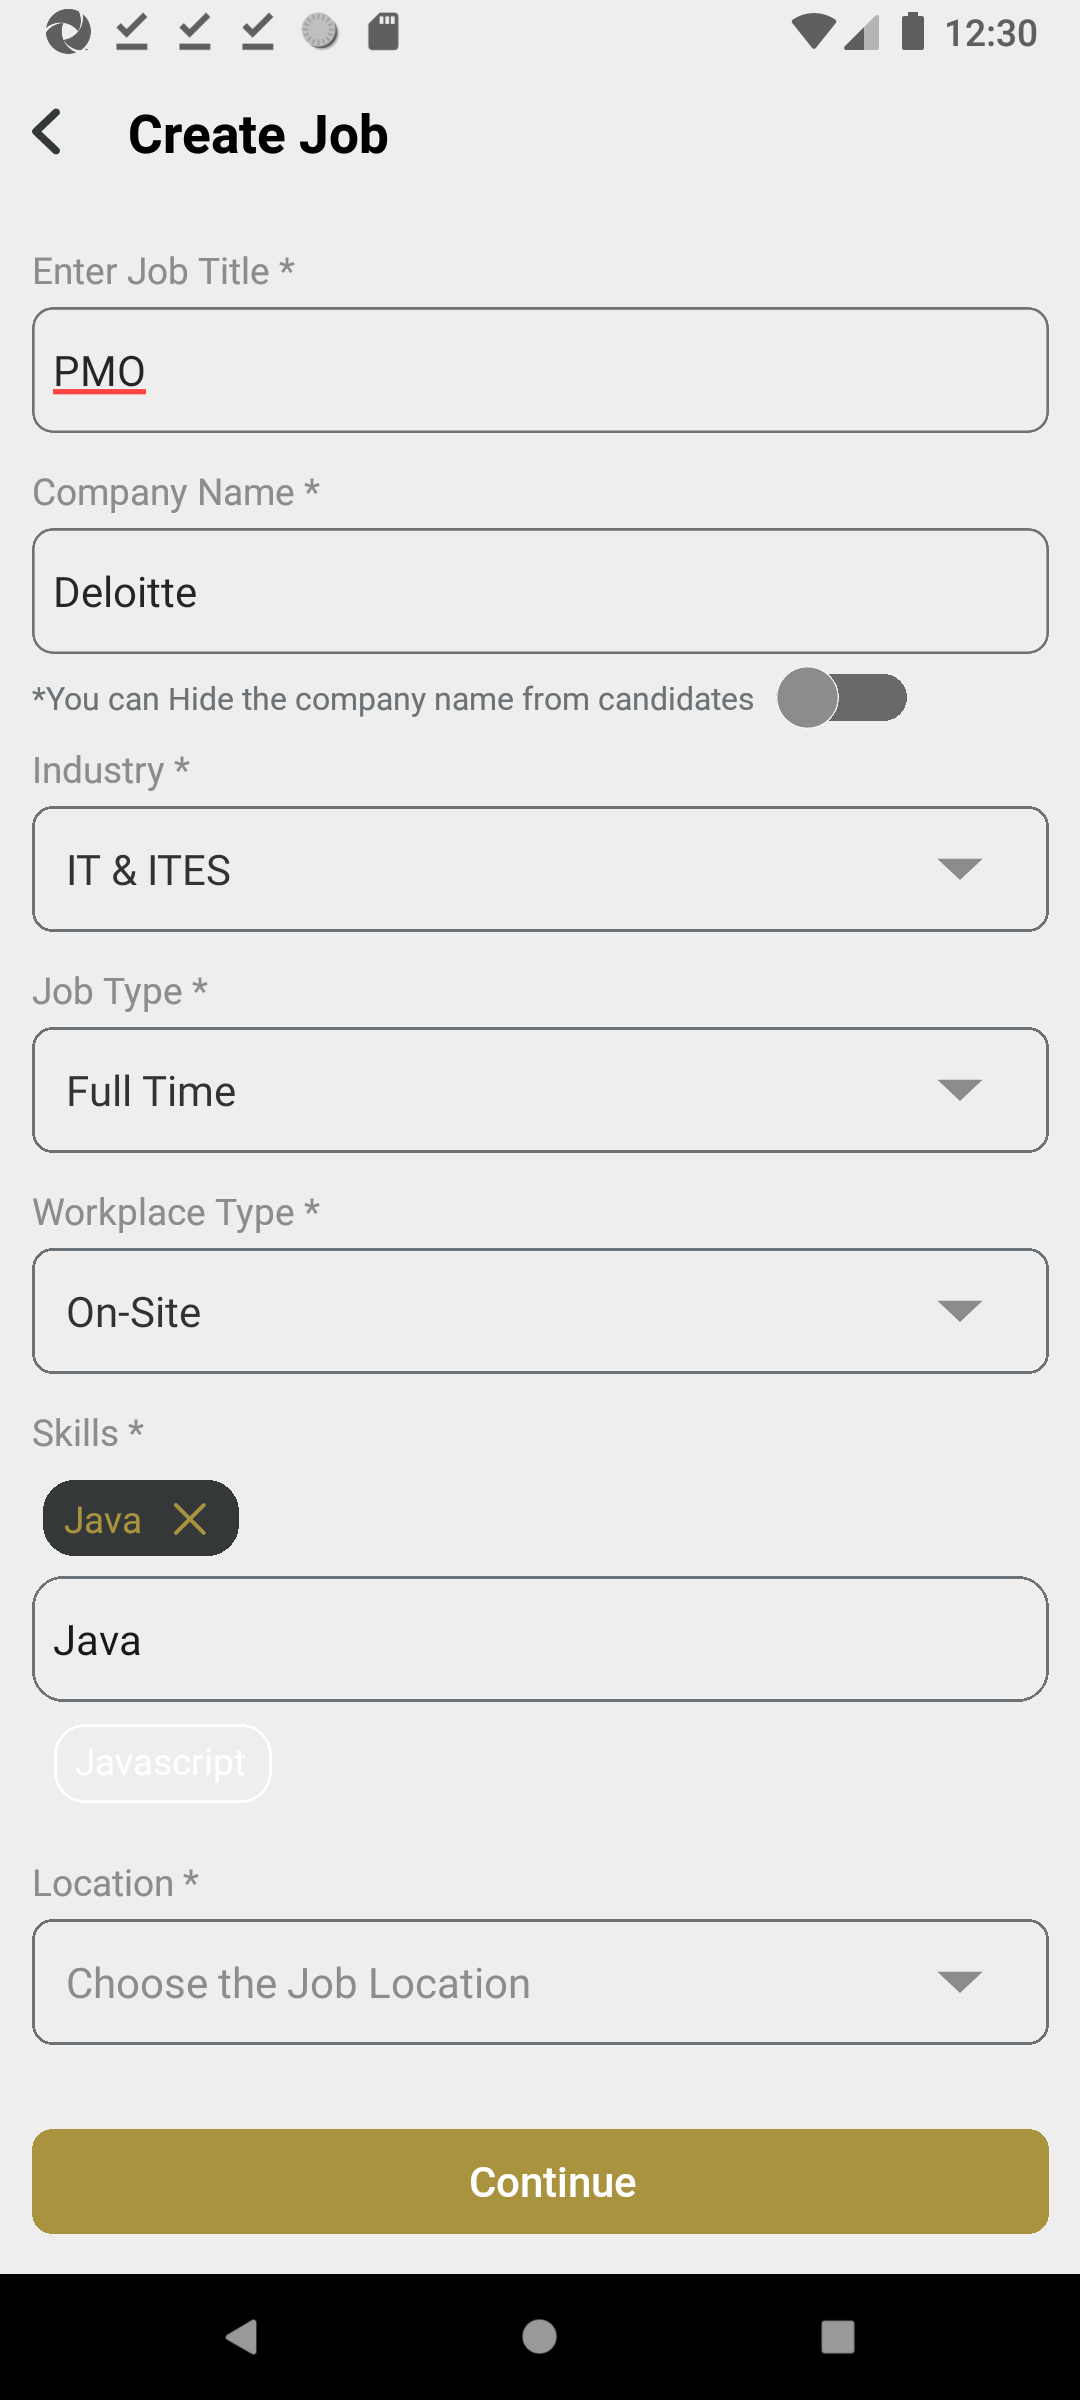 12:30
Create Job
Enter Job Title *
PMO
Company Name *
Deloitte
*You can Hide the company name from candidates
Industry *
IT & ITES
Job Type *
Full Time
Workplace Type *
On-Site
Skills *
Java
Java
Javascript
Location *
Choose the Job Location
Continue